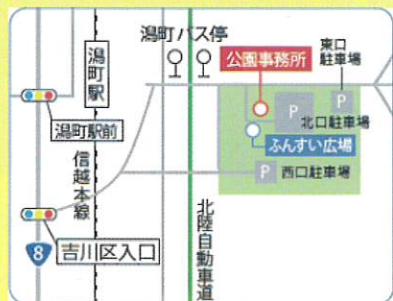 潟町バス停
東口
駐車場
潟町駅
公園事務所
P
P
北口駐車場
潟町駅前
ふんすい広場
信越本線
P
西口駐車場
北陸自動車道
吉川区入口
8